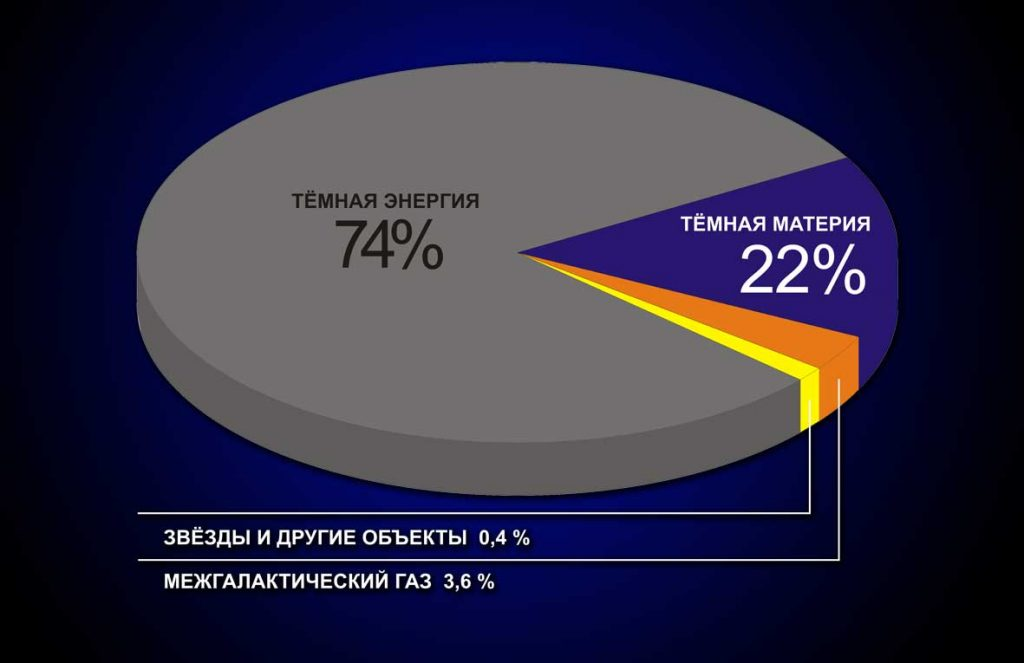 ТЁМНАЯ ЭНЕРГИЯ
74%
ТЁМНАЯ МАТЕРИЯ
22%
ЗВЁЗДЫ И ДРУГИЕ ОБЪЕКТЫ 0,4 %
МЕЖГАЛАКТИЧЕСКИЙ ГАЗ 3,6 %